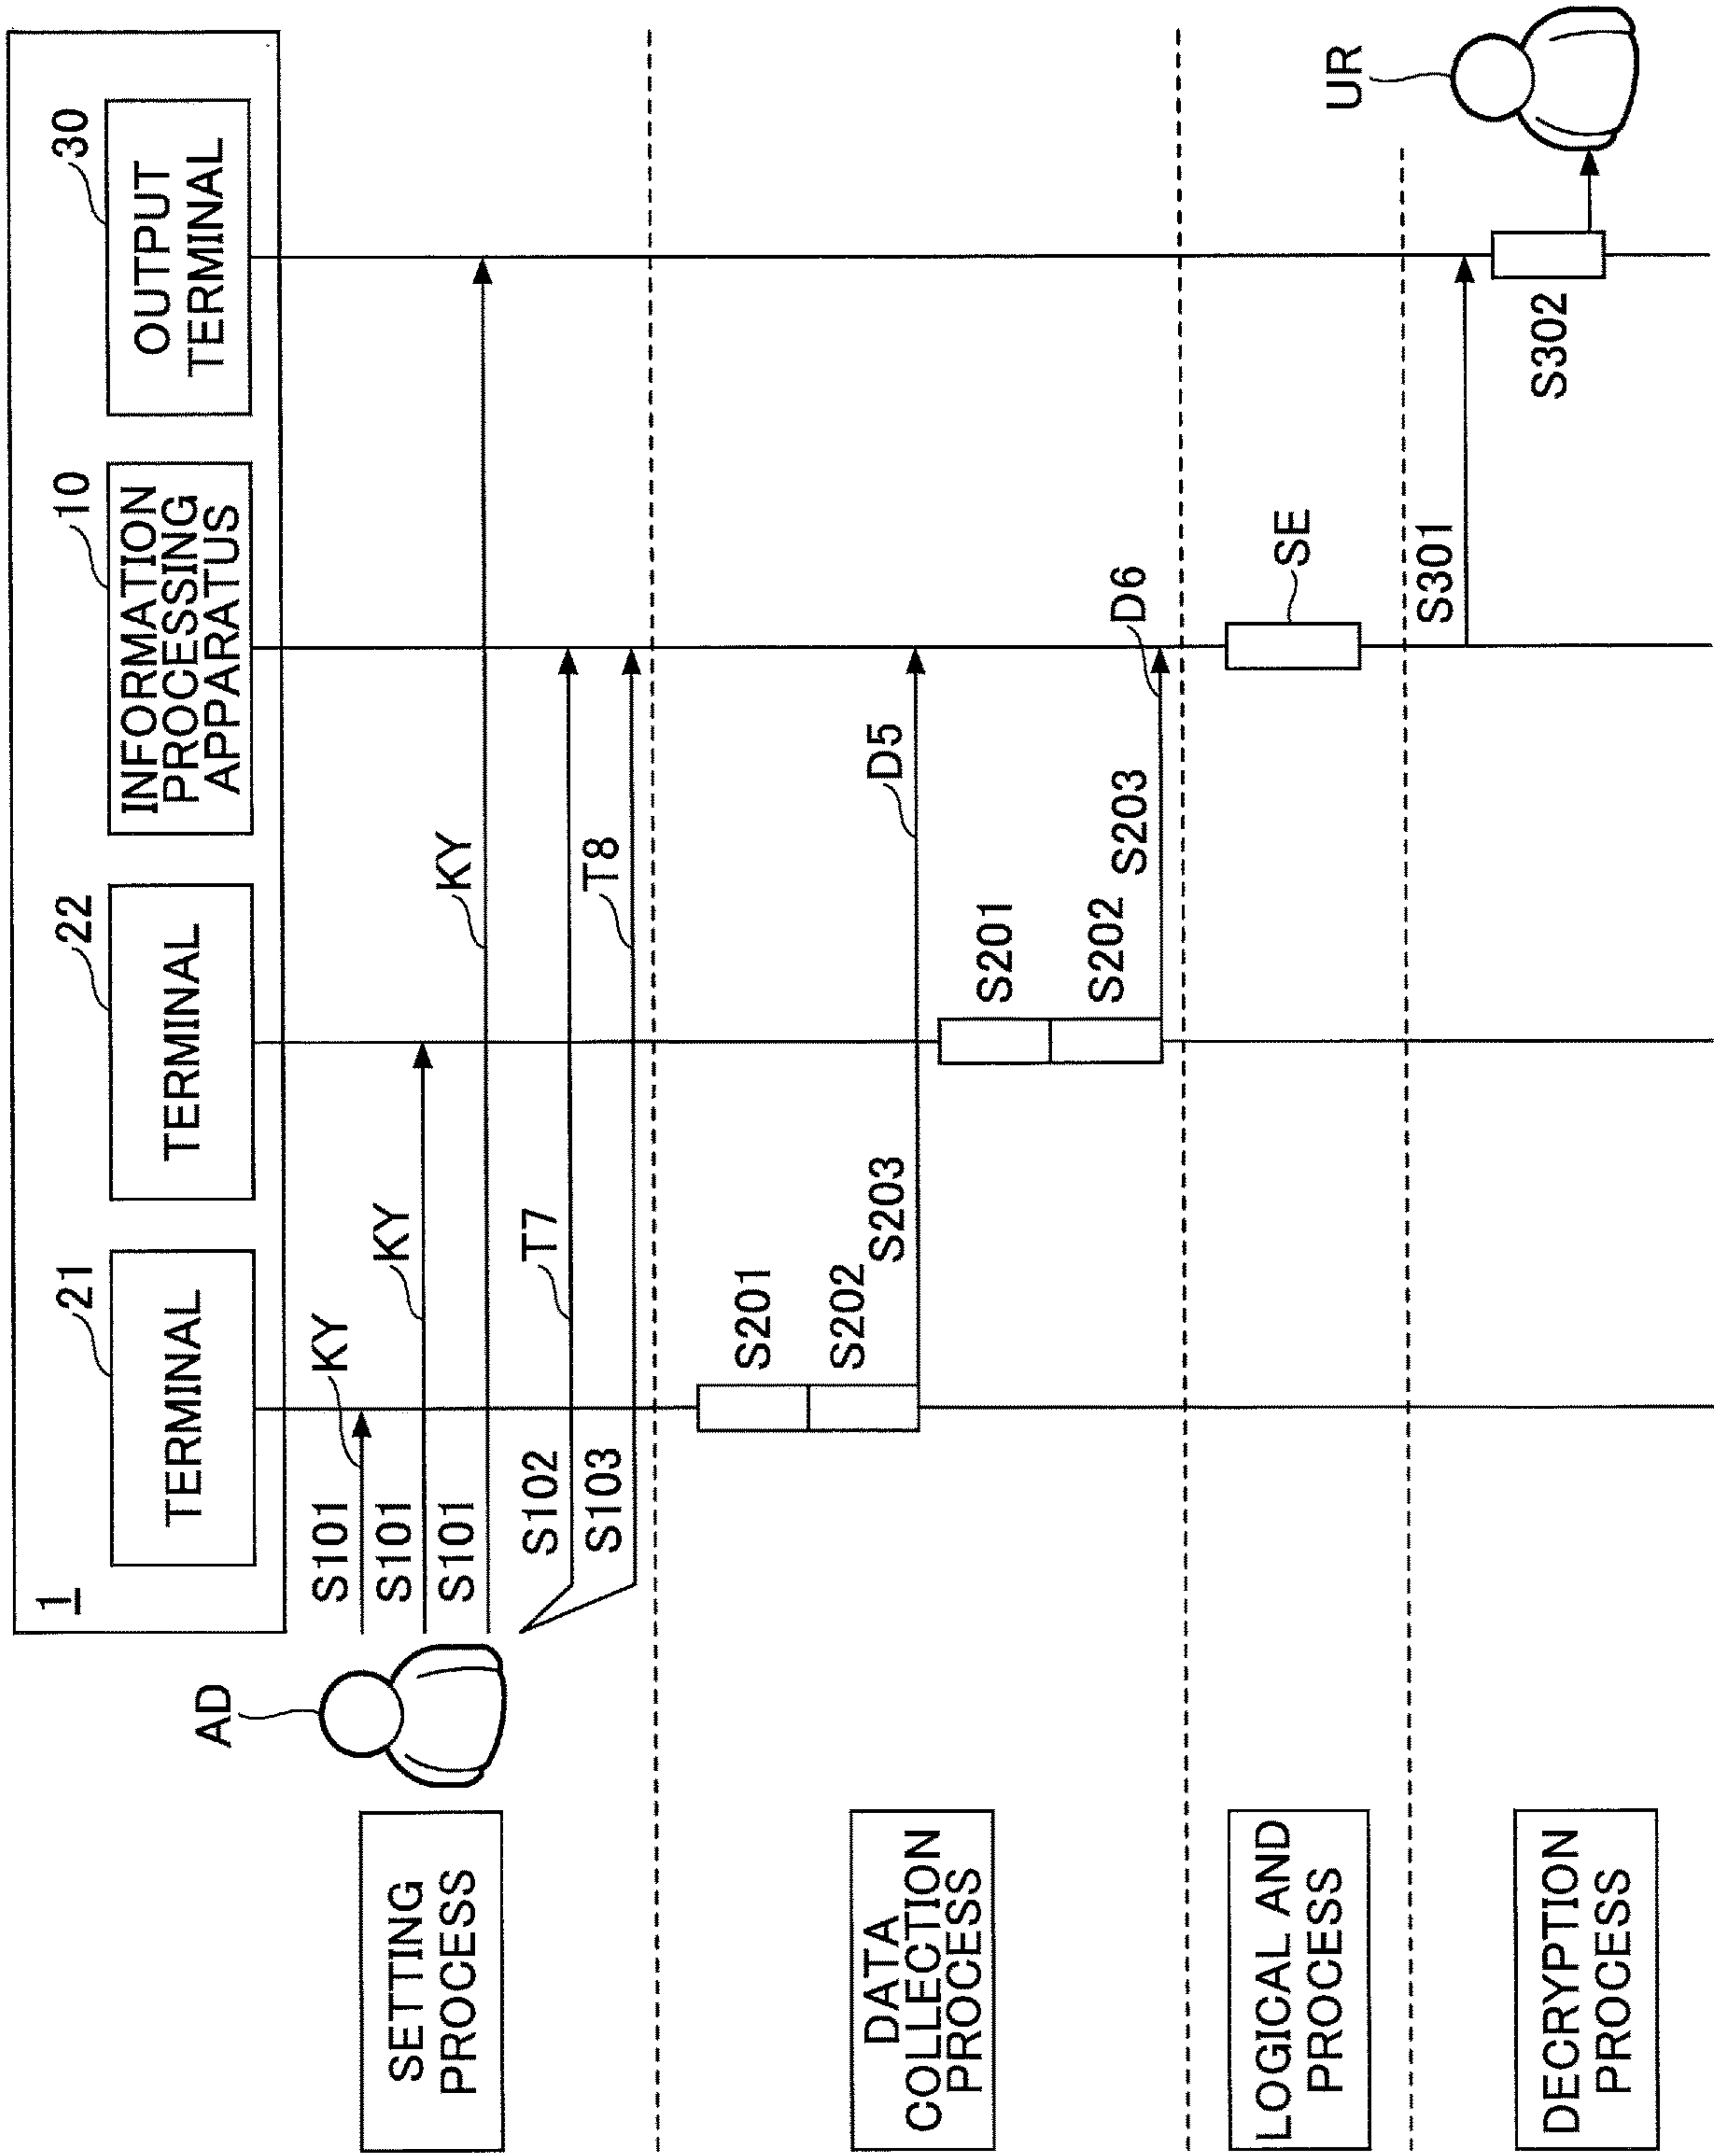 1
21
TERMINAL
22
TERMINAL
10
INFORMATION
PROCESSING
APPARATUS
30
OUTPUT
TERMINAL
AD
SETTING
PROCESS
S101
KY
S101
KY
S101
KY
S102
T7
S103
T8
DATA
COLLECTION
PROCESS
S201
S202
S203
D5
S201
S202
S203
D6
LOGICAL AND
PROCESS
SE
DECRYPTION
PROCESS
S301
S302
UR